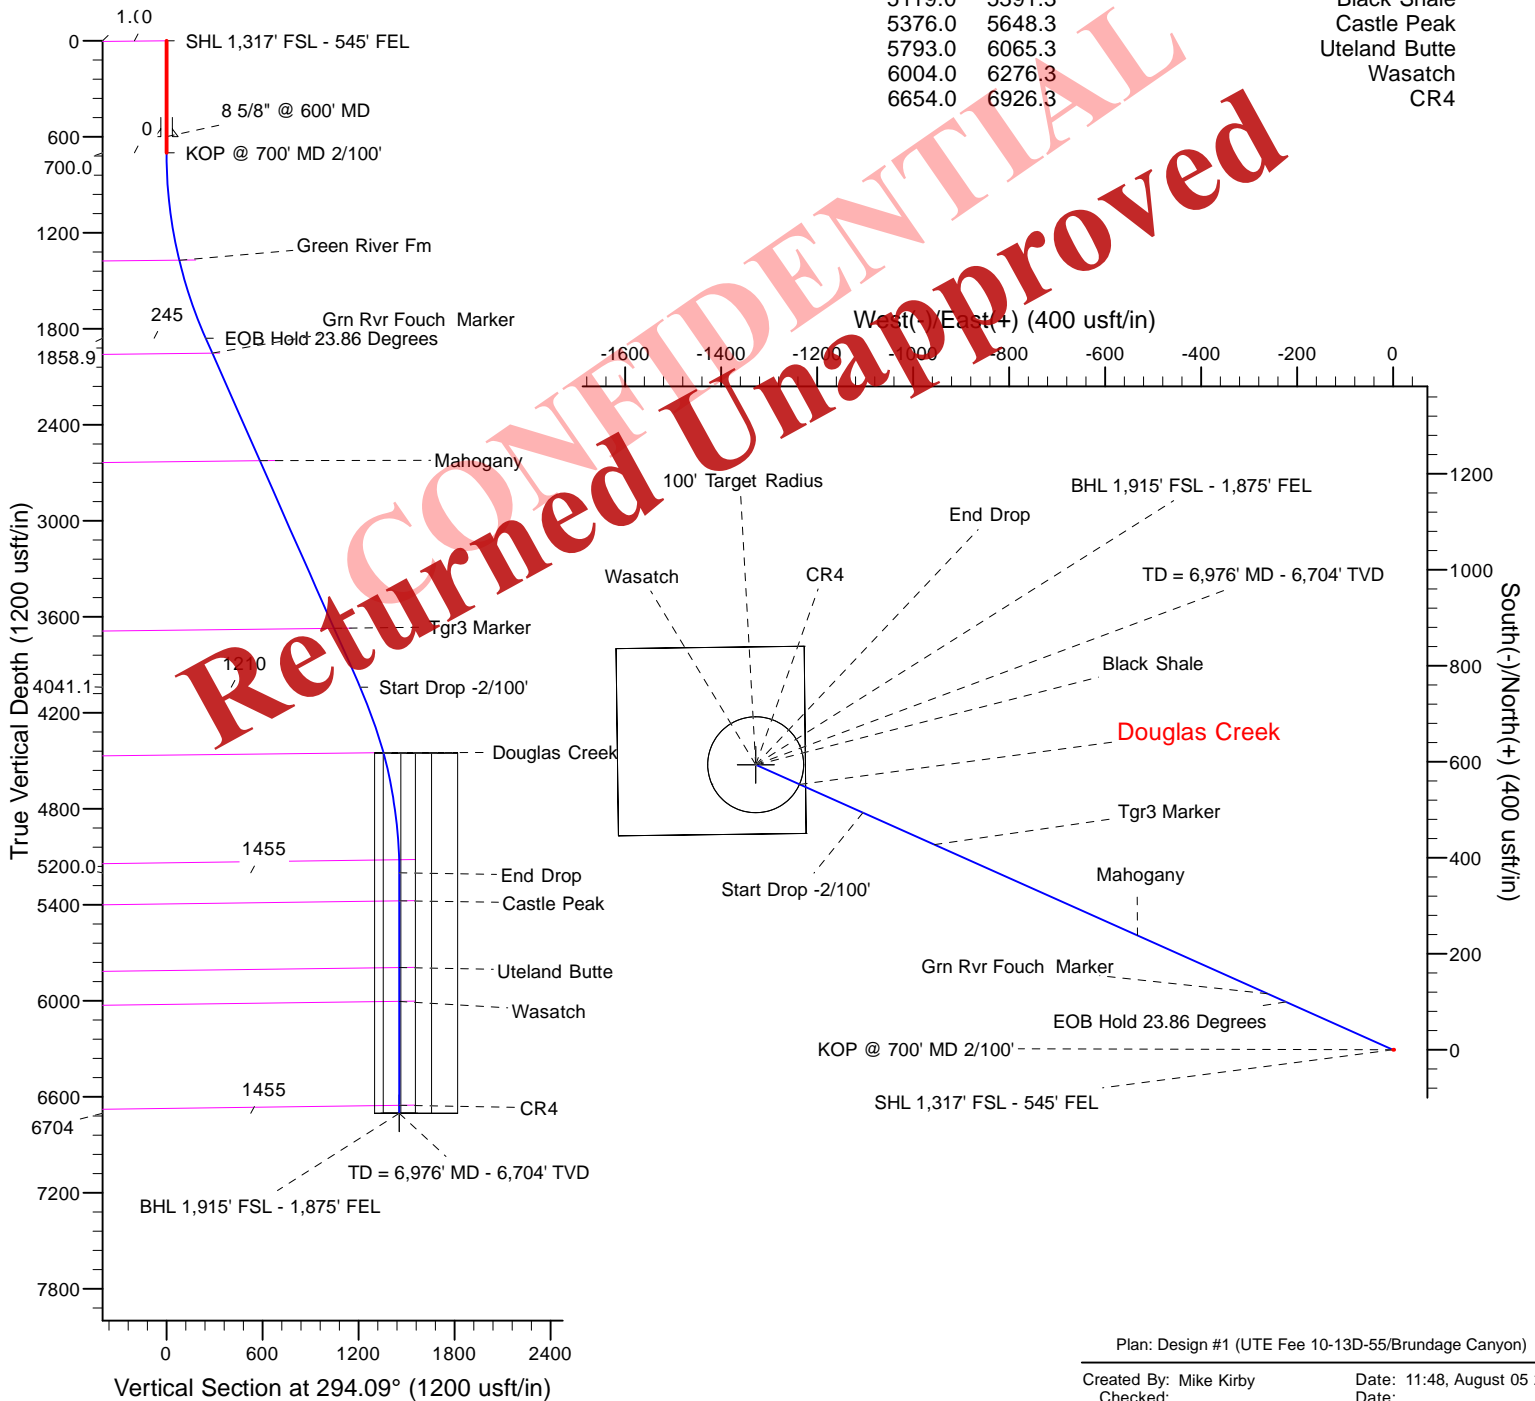 5119.0 5391.3 Black Shale
5376.0 5648.3 Castle Peak
5793.0 6065.3 Uteland Butte
6004.0 6276.3 Wasatch
6654.0 6926.3 CR4
CONFIDENTIAL
Returned Unapproved
0
600
700.0
1200
1800
1858.9
2400
3000
3600
4041.1
4200
4800
5200.0
5400
6000
6600
6704
7200
7800
True Vertical Depth (1200 usft/in)
SHL 1,317' FSL - 545' FEL
8 5/8" @ 600' MD
0
KOP @ 700' MD 2/100'
Green River Fm
245
Grn Rvr Fouch Marker
EOB Hold 23.86 Degrees
Mahogany
Tgr3 Marker
1210
Start Drop -2/100'
Douglas Creek
1455
End Drop
Castle Peak
Uteland Butte
Wasatch
1455
CR4
TD = 6,976' MD - 6,704' TVD
BHL 1,915' FSL - 1,875' FEL
0 600 1200 1800 2400
Vertical Section at 294.09° (1200 usft/in)
West(-)/East(+) (400 usft/in)
-1600 -1400 -1200 -1000 -800 -600 -400 -200 0
100' Target Radius
BHL 1,915' FSL - 1,875' FEL
End Drop
Wasatch
CR4
TD = 6,976' MD - 6,704' TVD
Black Shale
Douglas Creek
Tgr3 Marker
Start Drop -2/100'
Mahogany
Grn Rvr Fouch Marker
EOB Hold 23.86 Degrees
KOP @ 700' MD 2/100'
SHL 1,317' FSL - 545' FEL
1200
1000
800
600
400
200
0
South(-)/North(+) (400 usft/in)
Plan: Design #1 (UTE Fee 10-13D-55/Brundage Canyon)
Created By: Mike Kirby Date: 11:48, August 05
Checked: Date: